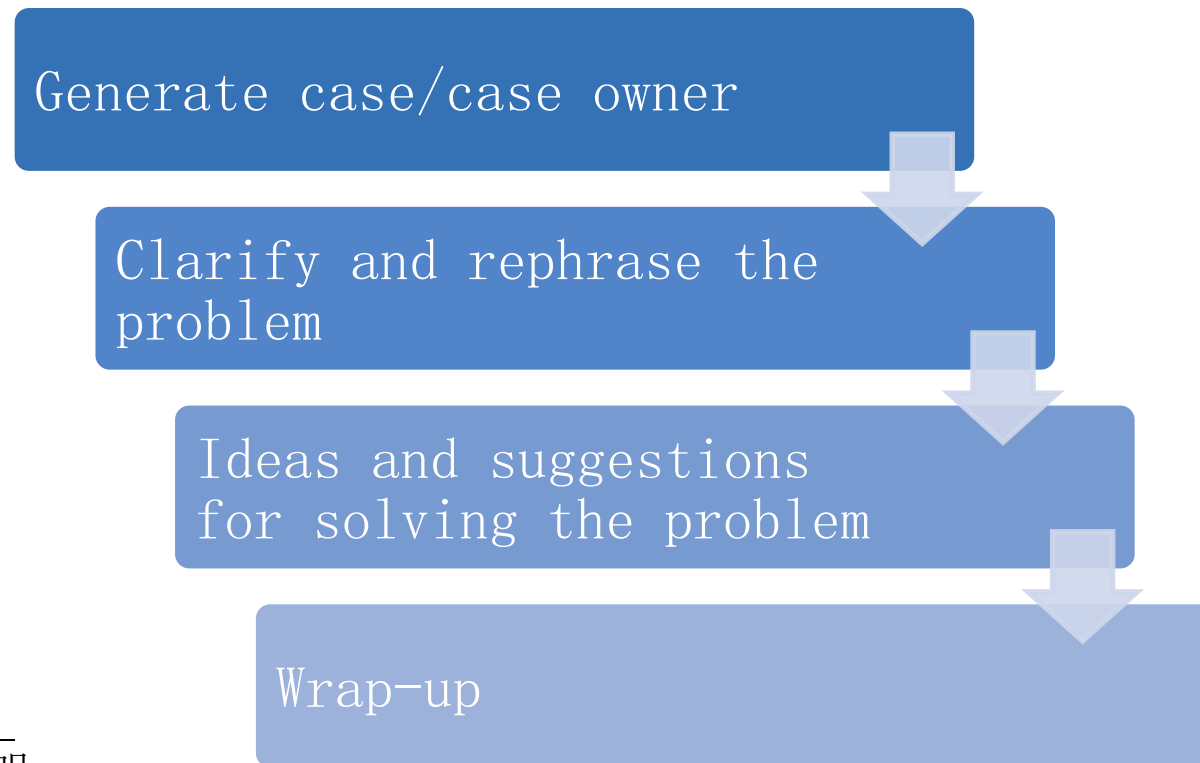 Generate case/case owner
Clarify and rephrase the
problem
Ideas and suggestions
for solving the problem
Wrap-up